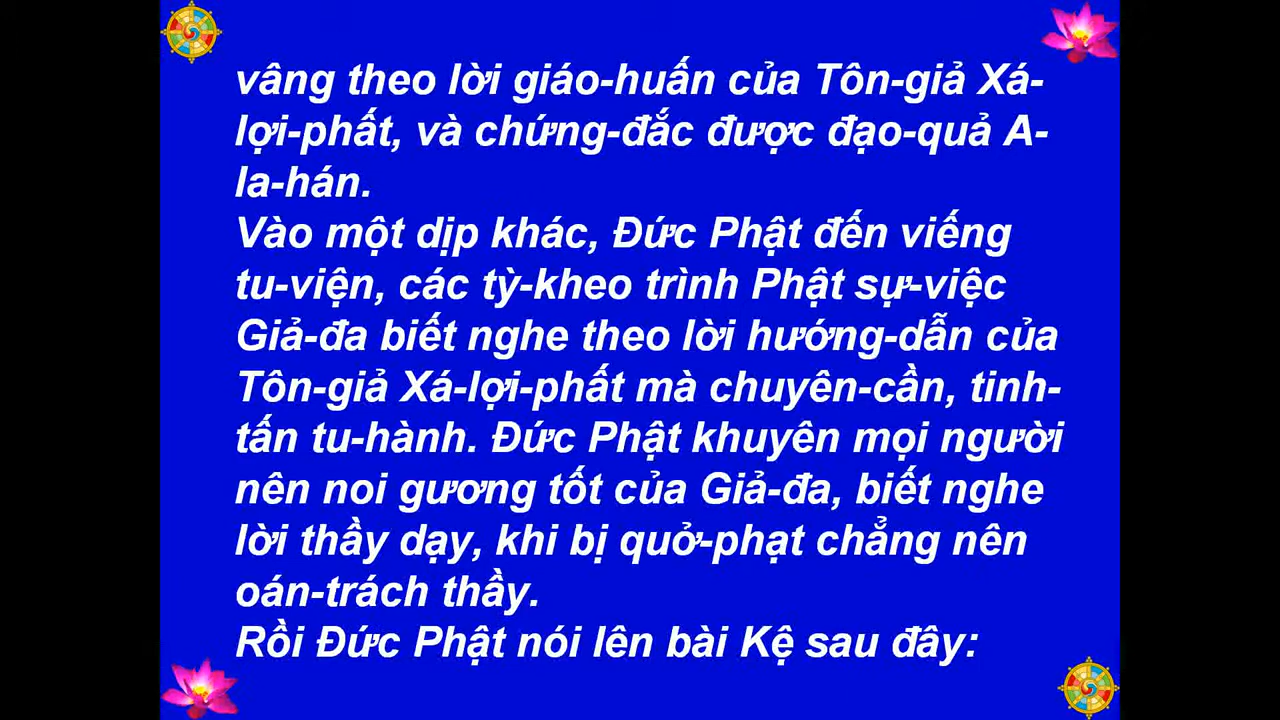 vâng theo lời giáo-huấn của Tôn-giả Xá-
lợi-phất, và chứng-đắc được đạo-quả A-
la-hán.
Vào một dịp khác, Đức Phật đến viếng
tu-viện, các tỳ-kheo trình Phật sự-việc
Giả-đa biết nghe theo lời hướng-dẫn của
Tôn-giả Xá-lợi-phất mà chuyên-cần, tinh-
tấn tu-hành. Đức Phật khuyên mọi người
nên noi gương tốt của Giả-đa, biết nghe
lời thầy dạy, khi bị quở-phạt chẳng nên
oán-trách thầy.
Rồi Đức Phật nói lên bài Kệ sau đây: